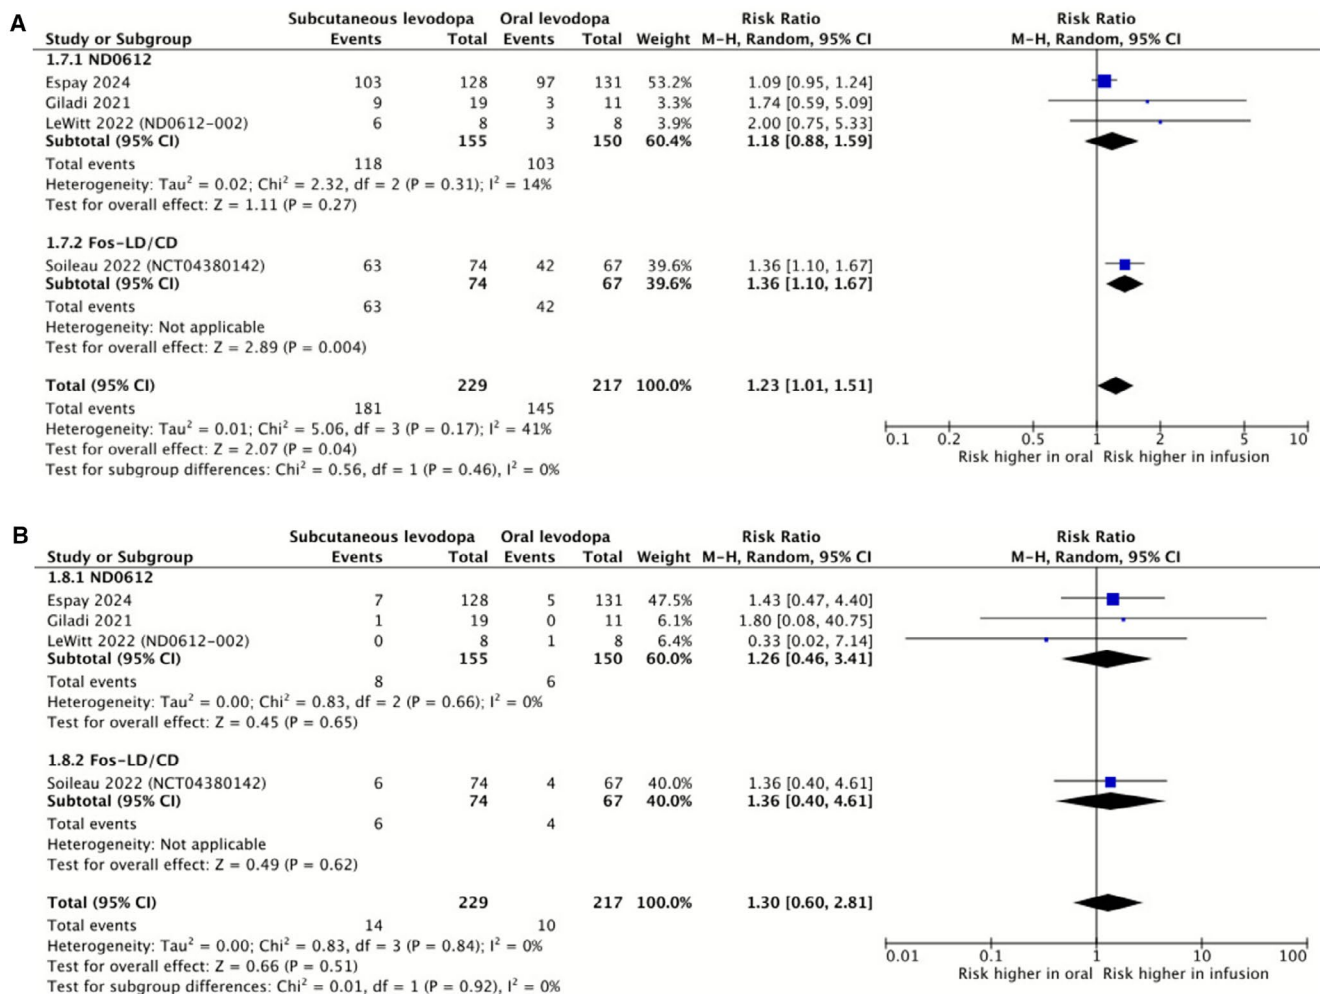 A
Subcutaneous levodopa Oral levodopa Risk Ratio Risk Ratio
Study or Subgroup Events Total Events Total Weight M-H, Random, 95% CI M-H, Random, 95% CI
1.7.1 ND0612
Espay 2024 103 128 97 131 53.2% 1.09 [0.95, 1.24]
Giladi 2021 9 19 3 11 3.3% 1.74 [0.59, 5.09]
LeWitt 2022 (ND0612-002) 6 8 3 8 3.9% 2.00 [0.75, 5.33]
Subtotal (95% CI) 155 150 60.4% 1.18 [0.88, 1.59]
Total events 118 103
Heterogeneity: Tau² = 0.02; Chi² = 2.32, df = 2 (P = 0.31); I² = 14%
Test for overall effect: Z = 1.11 (P = 0.27)
1.7.2 Fos-LD/CD
Soileau 2022 (NCT04380142) 63 74 42 67 39.6% 1.36 [1.10, 1.67]
Subtotal (95% CI) 74 67 39.6% 1.36 [1.10, 1.67]
Total events 63 42
Heterogeneity: Not applicable
Test for overall effect: Z = 2.89 (P = 0.004)
Total (95% CI) 229 217 100.0% 1.23 [1.01, 1.51]
Total events 181 145
Heterogeneity: Tau² = 0.01; Chi² = 5.06, df = 3 (P = 0.17); I² = 41%
Test for overall effect: Z = 2.07 (P = 0.04)
Test for subgroup differences: Chi² = 0.56, df = 1 (P = 0.46), I² = 0%
0.1 0.2 0.5 1 2 5 10
Risk higher in oral Risk higher in infusion
B
Subcutaneous levodopa Oral levodopa Risk Ratio Risk Ratio
Study or Subgroup Events Total Events Total Weight M-H, Random, 95% CI M-H, Random, 95% CI
1.8.1 ND0612
Espay 2024 7 128 5 131 47.5% 1.43 [0.47, 4.40]
Giladi 2021 1 19 0 11 6.1% 1.80 [0.08, 40.75]
LeWitt 2022 (ND0612-002) 0 8 1 8 6.4% 0.33 [0.02, 7.14]
Subtotal (95% CI) 155 150 60.0% 1.26 [0.46, 3.41]
Total events 8 6
Heterogeneity: Tau² = 0.00; Chi² = 0.83, df = 2 (P = 0.66); I² = 0%
Test for overall effect: Z = 0.45 (P = 0.65)
1.8.2 Fos-LD/CD
Soileau 2022 (NCT04380142) 6 74 4 67 40.0% 1.36 [0.40, 4.61]
Subtotal (95% CI) 74 67 40.0% 1.36 [0.40, 4.61]
Total events 6 4
Heterogeneity: Not applicable
Test for overall effect: Z = 0.49 (P = 0.62)
Total (95% CI) 229 217 100.0% 1.30 [0.60, 2.81]
Total events 14 10
Heterogeneity: Tau² = 0.00; Chi² = 0.83, df = 3 (P = 0.84); I² = 0%
Test for overall effect: Z = 0.66 (P = 0.51)
Test for subgroup differences: Chi² = 0.01, df = 1 (P = 0.92), I² = 0%
0.01 0.1 1 10 100
Risk higher in oral Risk higher in infusion